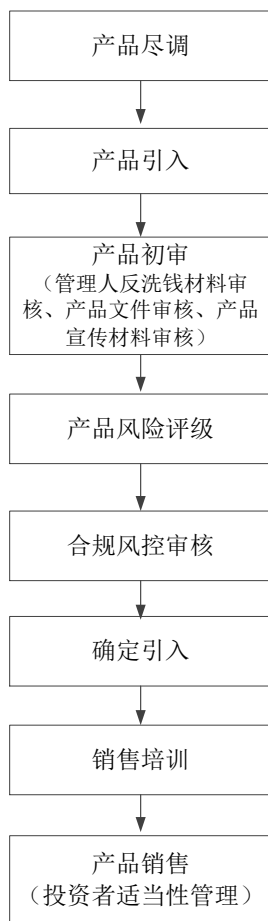 产品尽调
产品引入
产品初审
（管理人反洗钱材料审
核、产品文件审核、产品
宣传材料审核）
产品风险评级
合规风控审核
确定引入
销售培训
产品销售
（投资者适当性管理）